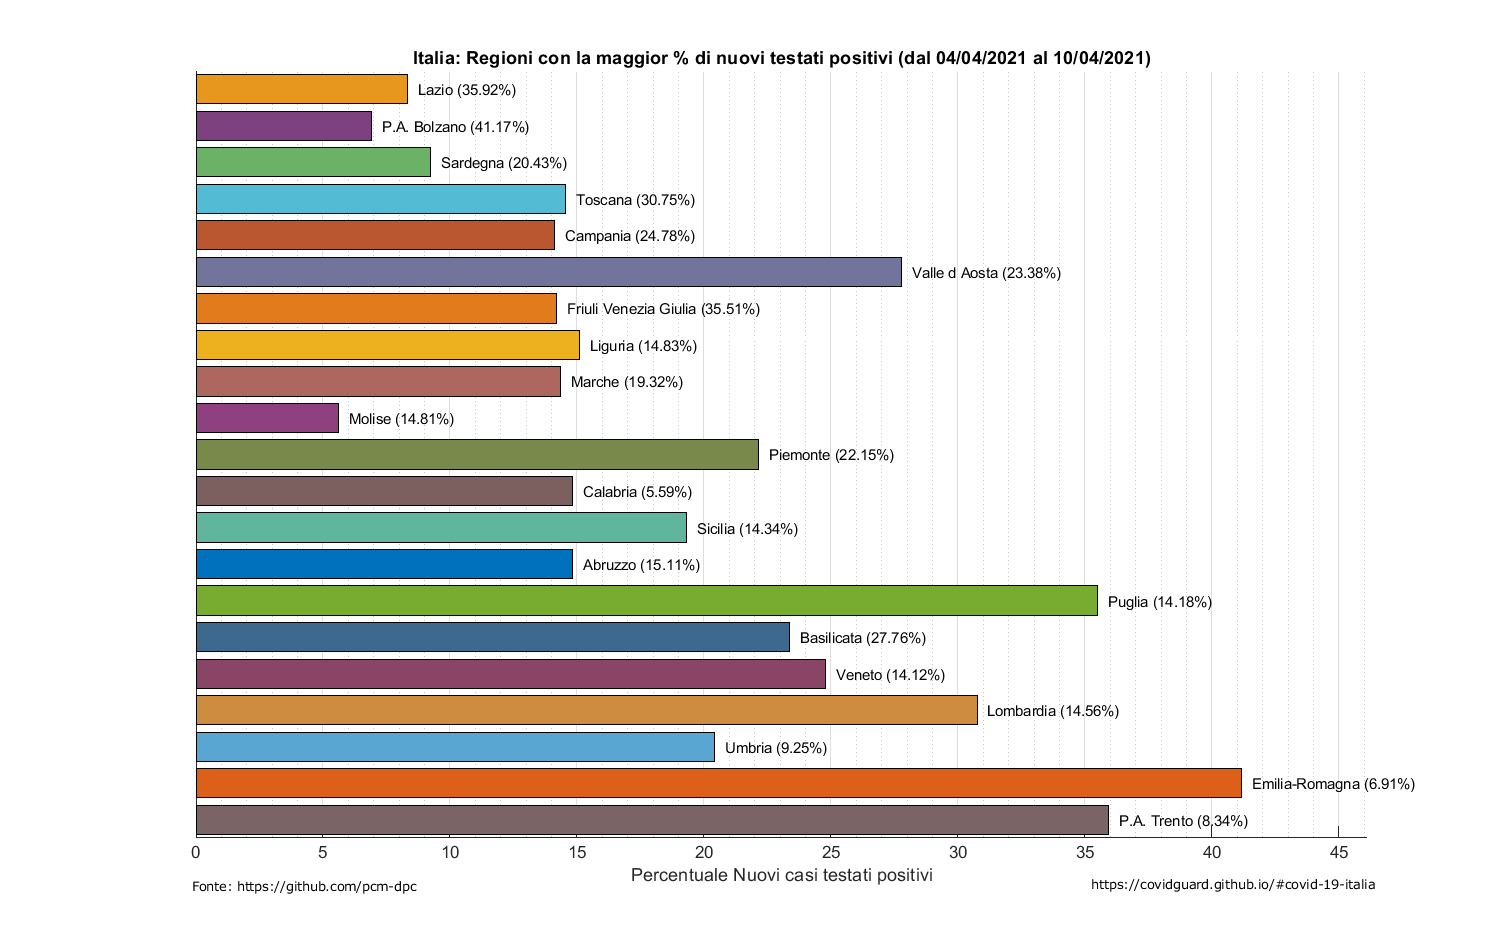 Italia: Regioni con la maggior % di nuovi testati positivi (dal 04/04/2021 al 10/04/2021)
Lazio (35.92%)
P.A. Bolzano (41.17%)
Sardegna (20.43%)
Toscana (30.75%)
Campania (24.78%)
Valle d Aosta (23.38%)
Friuli Venezia Giulia (35.51%)
Liguria (14.83%)
Marche (19.32%)
Molise (14.81%)
Piemonte (22.15%)
Calabria (5.59%)
Sicilia (14.34%)
Abruzzo (15.11%)
Puglia (14.18%)
Basilicata (27.76%)
Veneto (14.12%)
Lombardia (14.56%)
Umbria (9.25%)
Emilia-Romagna (6.91%)
P.A. Trento (8.34%)
0 5 10 15 20 25 30 35 40 45
Percentuale Nuovi casi testati positivi
Fonte: https://github.com/pcm-dpc
https://covidguard.github.io/#covid-19-italia